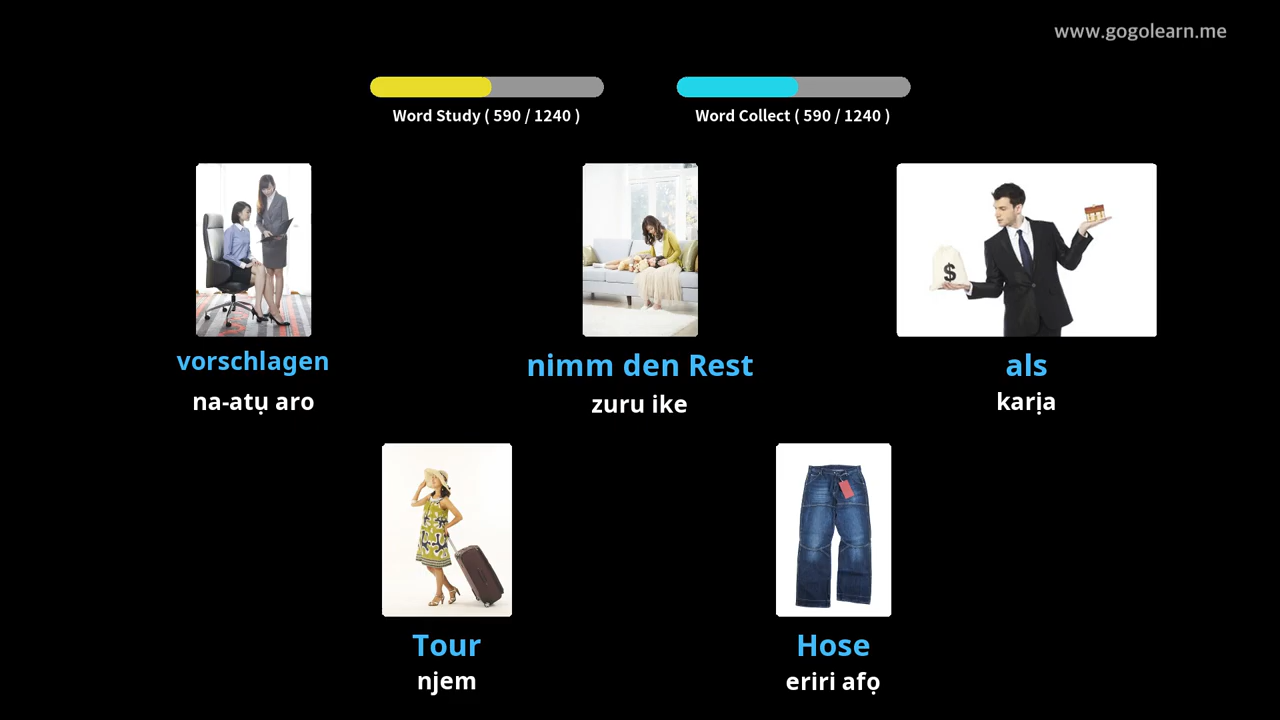 www.gogolearn.me
Word Study ( 590 / 1240 )
Word Collect ( 590 / 1240 )
$
vorschlagen
na-atụ aro
nimm den Rest
zuru ike
als
karịa
Tour
njem
Hose
eriri afọ